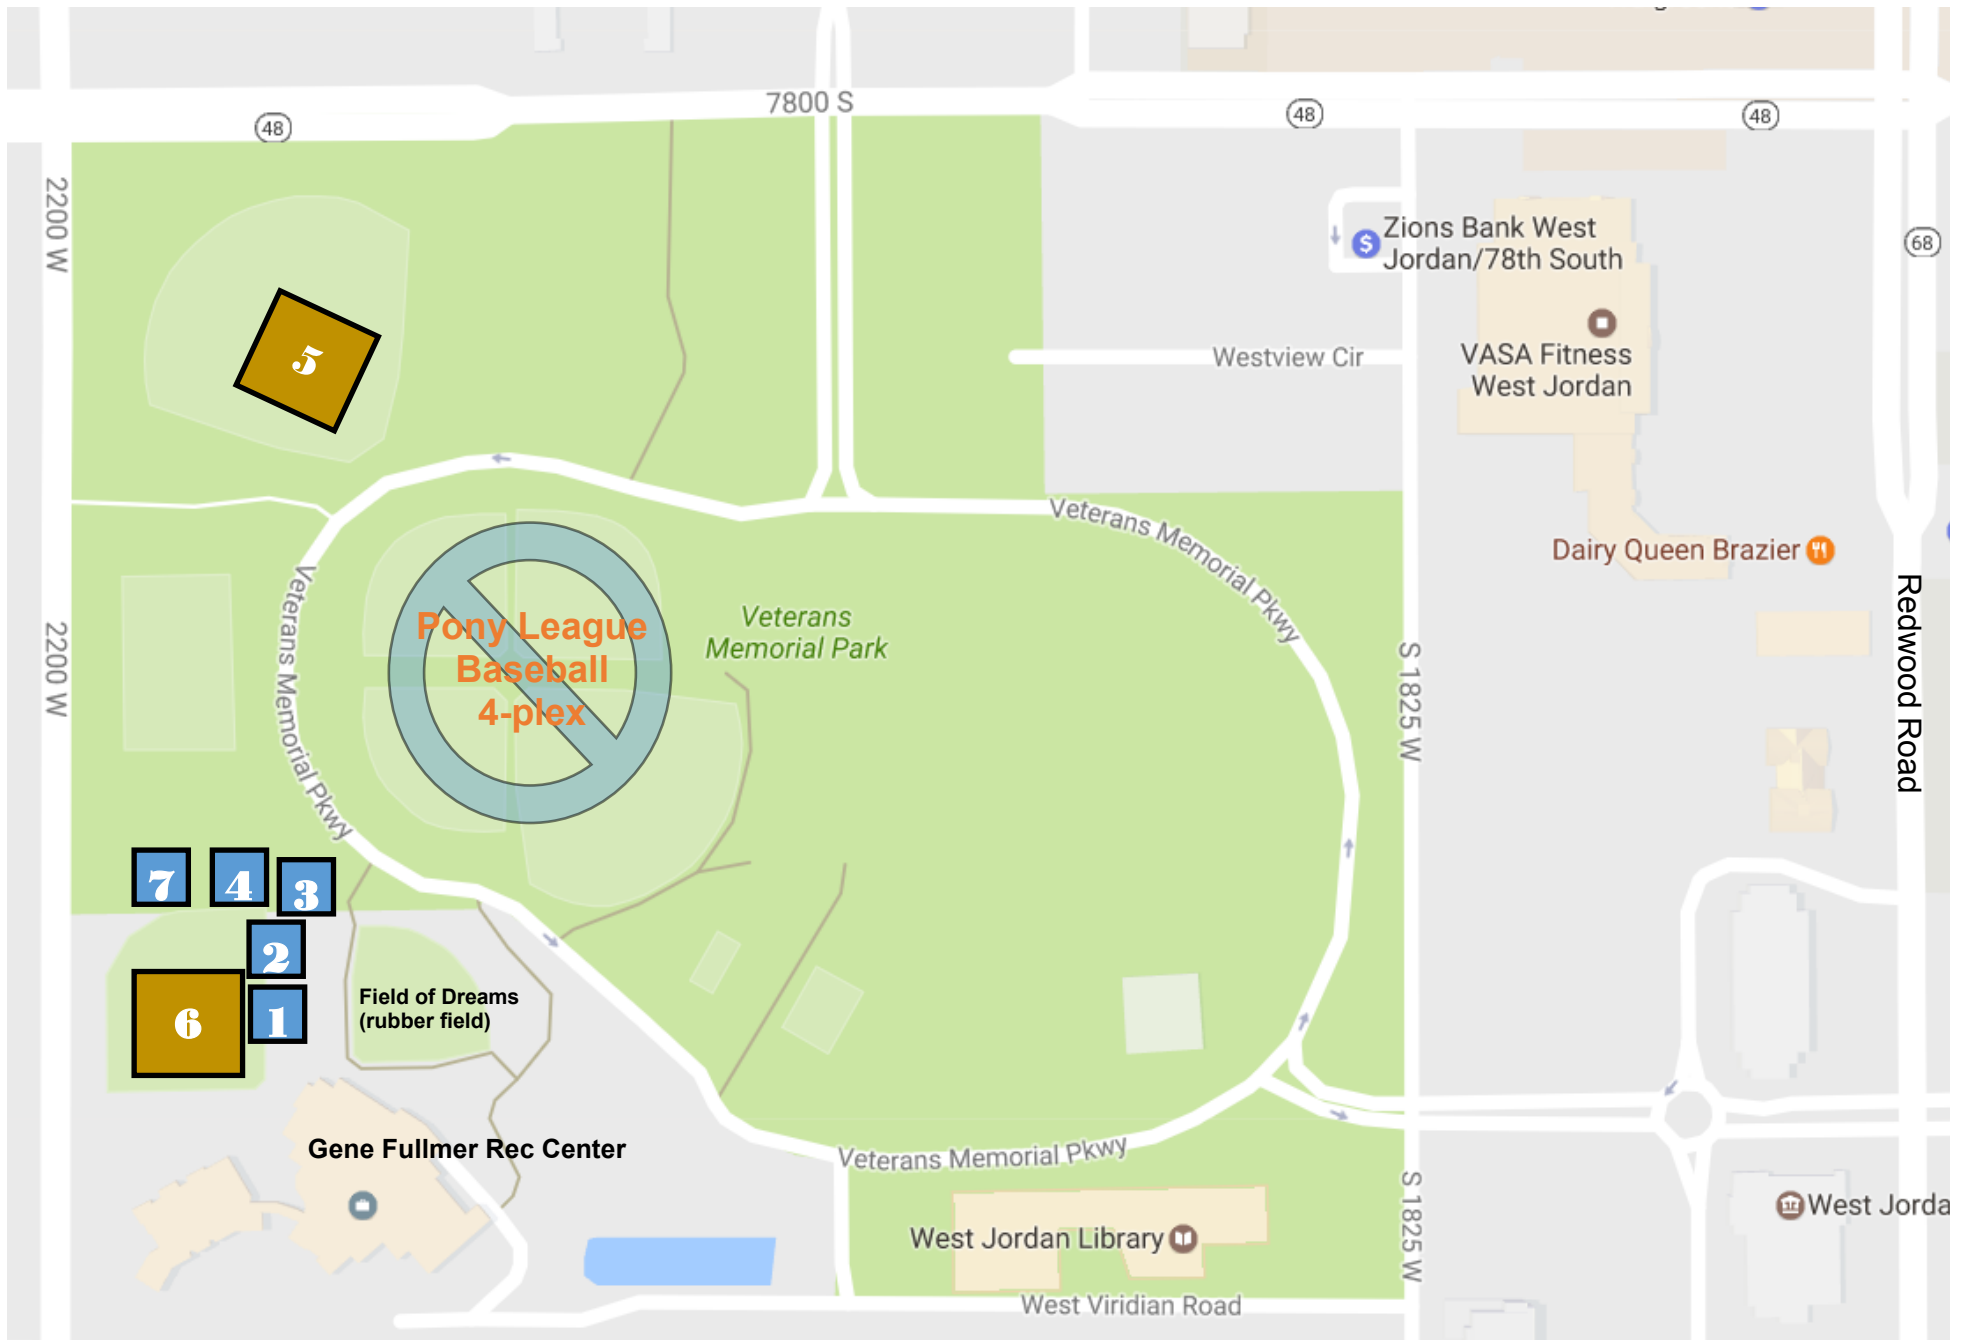 7800 S
48
48
48
2200 W
68
Zions Bank West
Jordan/78th South
5
Westview Cir
VASA Fitness
West Jordan
Veterans Memorial Pkwy
Dairy Queen Brazier
Veterans Memorial Pkwy
Pony League
Baseball
4-plex
Veterans
Memorial Park
2200 W
S 1825 W
Redwood Road
7
4
3
2
6
1
Field of Dreams
(rubber field)
Gene Fullmer Rec Center
Veterans Memorial Pkwy
West Jordan Library
S 1825 W
West Jorda
West Viridian Road